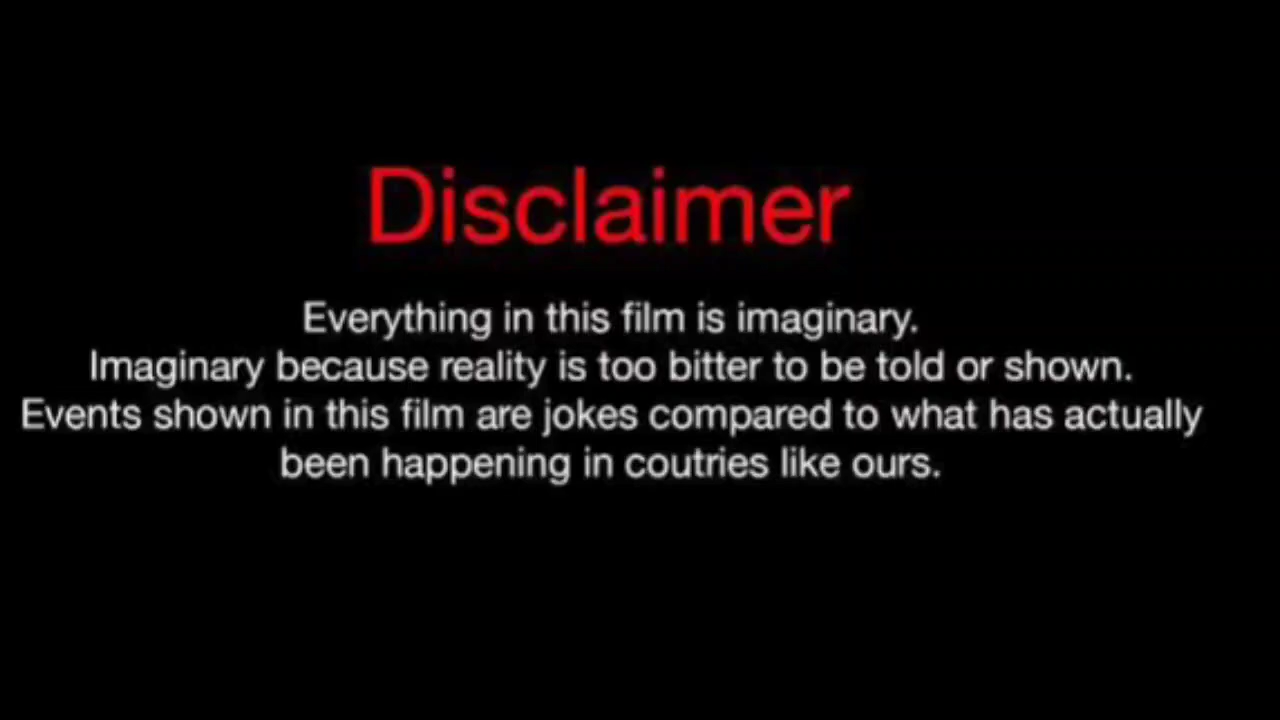 Disclaimer
Everything in this film is imaginary.
Imaginary because reality is too bitter to be told or shown.
Events shown in this film are jokes compared to what has actually
been happening in coutries like ours.